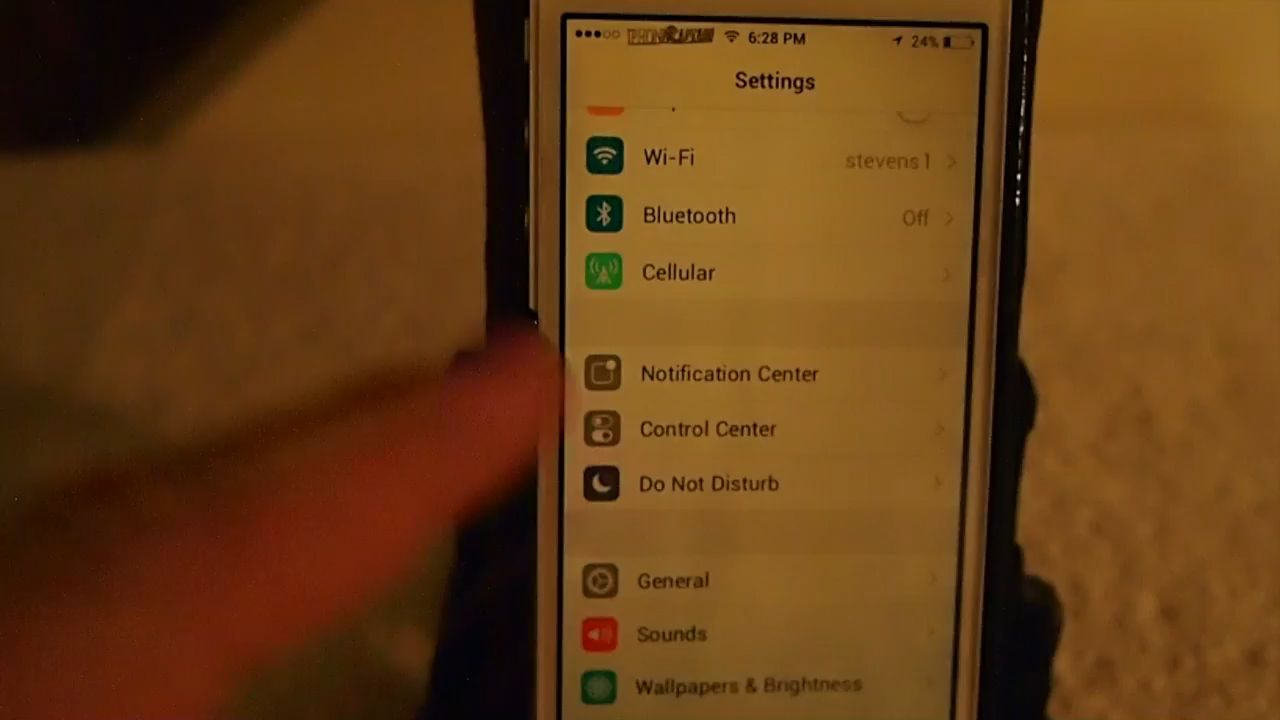 6:28 PM 24%
Settings
Wi-Fi stevens1
Bluetooth Off
Cellular
Notification Center
Control Center
Do Not Disturb
General
Sounds
Wallpapers & Brightness